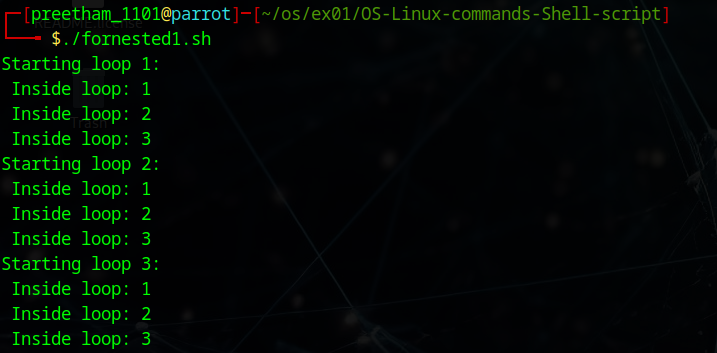 ┌─[preetham_1101@parrot]─[~/os/ex01/OS-Linux-commands-Shell-script]
└──╼ $./fornested1.sh
Starting loop 1:
 Inside loop: 1
 Inside loop: 2
 Inside loop: 3
Starting loop 2:
 Inside loop: 1
 Inside loop: 2
 Inside loop: 3
Starting loop 3:
 Inside loop: 1
 Inside loop: 2
 Inside loop: 3